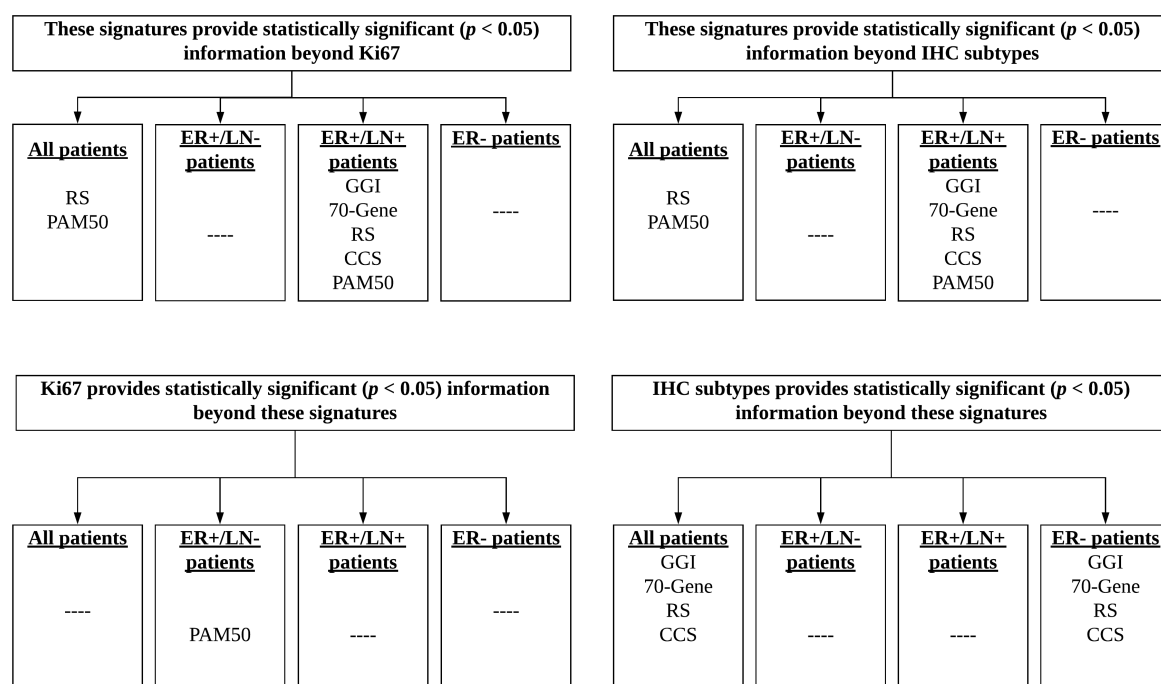 These signatures provide statistically significant (p < 0.05)
information beyond Ki67
All patients
RS
PAM50
ER+/LN-
patients
----
ER+/LN+
patients
GGI
70-Gene
RS
CCS
PAM50
ER- patients
----
These signatures provide statistically significant (p < 0.05)
information beyond IHC subtypes
All patients
RS
PAM50
ER+/LN-
patients
----
ER+/LN+
patients
GGI
70-Gene
RS
CCS
PAM50
ER- patients
----
Ki67 provides statistically significant (p < 0.05) information
beyond these signatures
All patients
----
ER+/LN-
patients
PAM50
ER+/LN+
patients
----
ER- patients
----
IHC subtypes provides statistically significant (p < 0.05)
information beyond these signatures
All patients
GGI
70-Gene
RS
CCS
ER+/LN-
patients
----
ER+/LN+
patients
----
ER- patients
GGI
70-Gene
RS
CCS